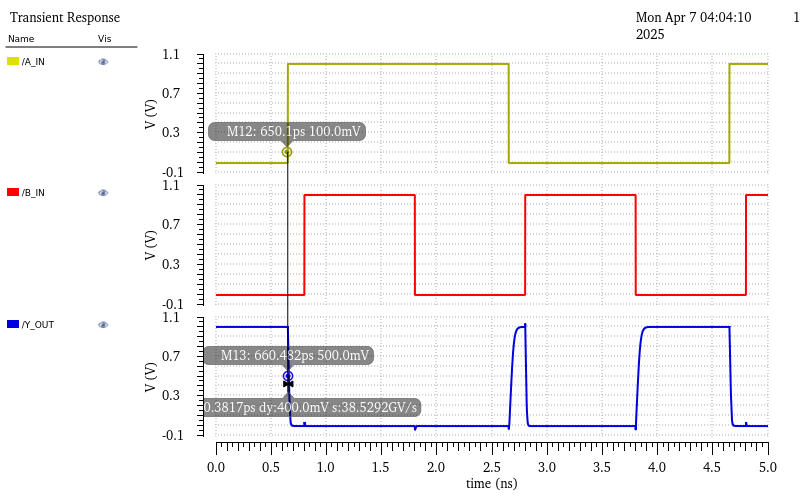 Transient Response
Mon Apr 7 04:04:10 1
2025
Name Vis
/A_IN
1.1
0.7
0.3
-0.1
V (V)
M12: 650.1ps 100.0mV
/B_IN
1.1
0.7
0.3
-0.1
V (V)
/Y_OUT
1.1
0.7
0.3
-0.1
V (V)
M13: 660.482ps 500.0mV
0.3817ps dy:400.0mV s:38.5292GV/s
0.0 0.5 1.0 1.5 2.0 2.5 3.0 3.5 4.0 4.5 5.0
time (ns)